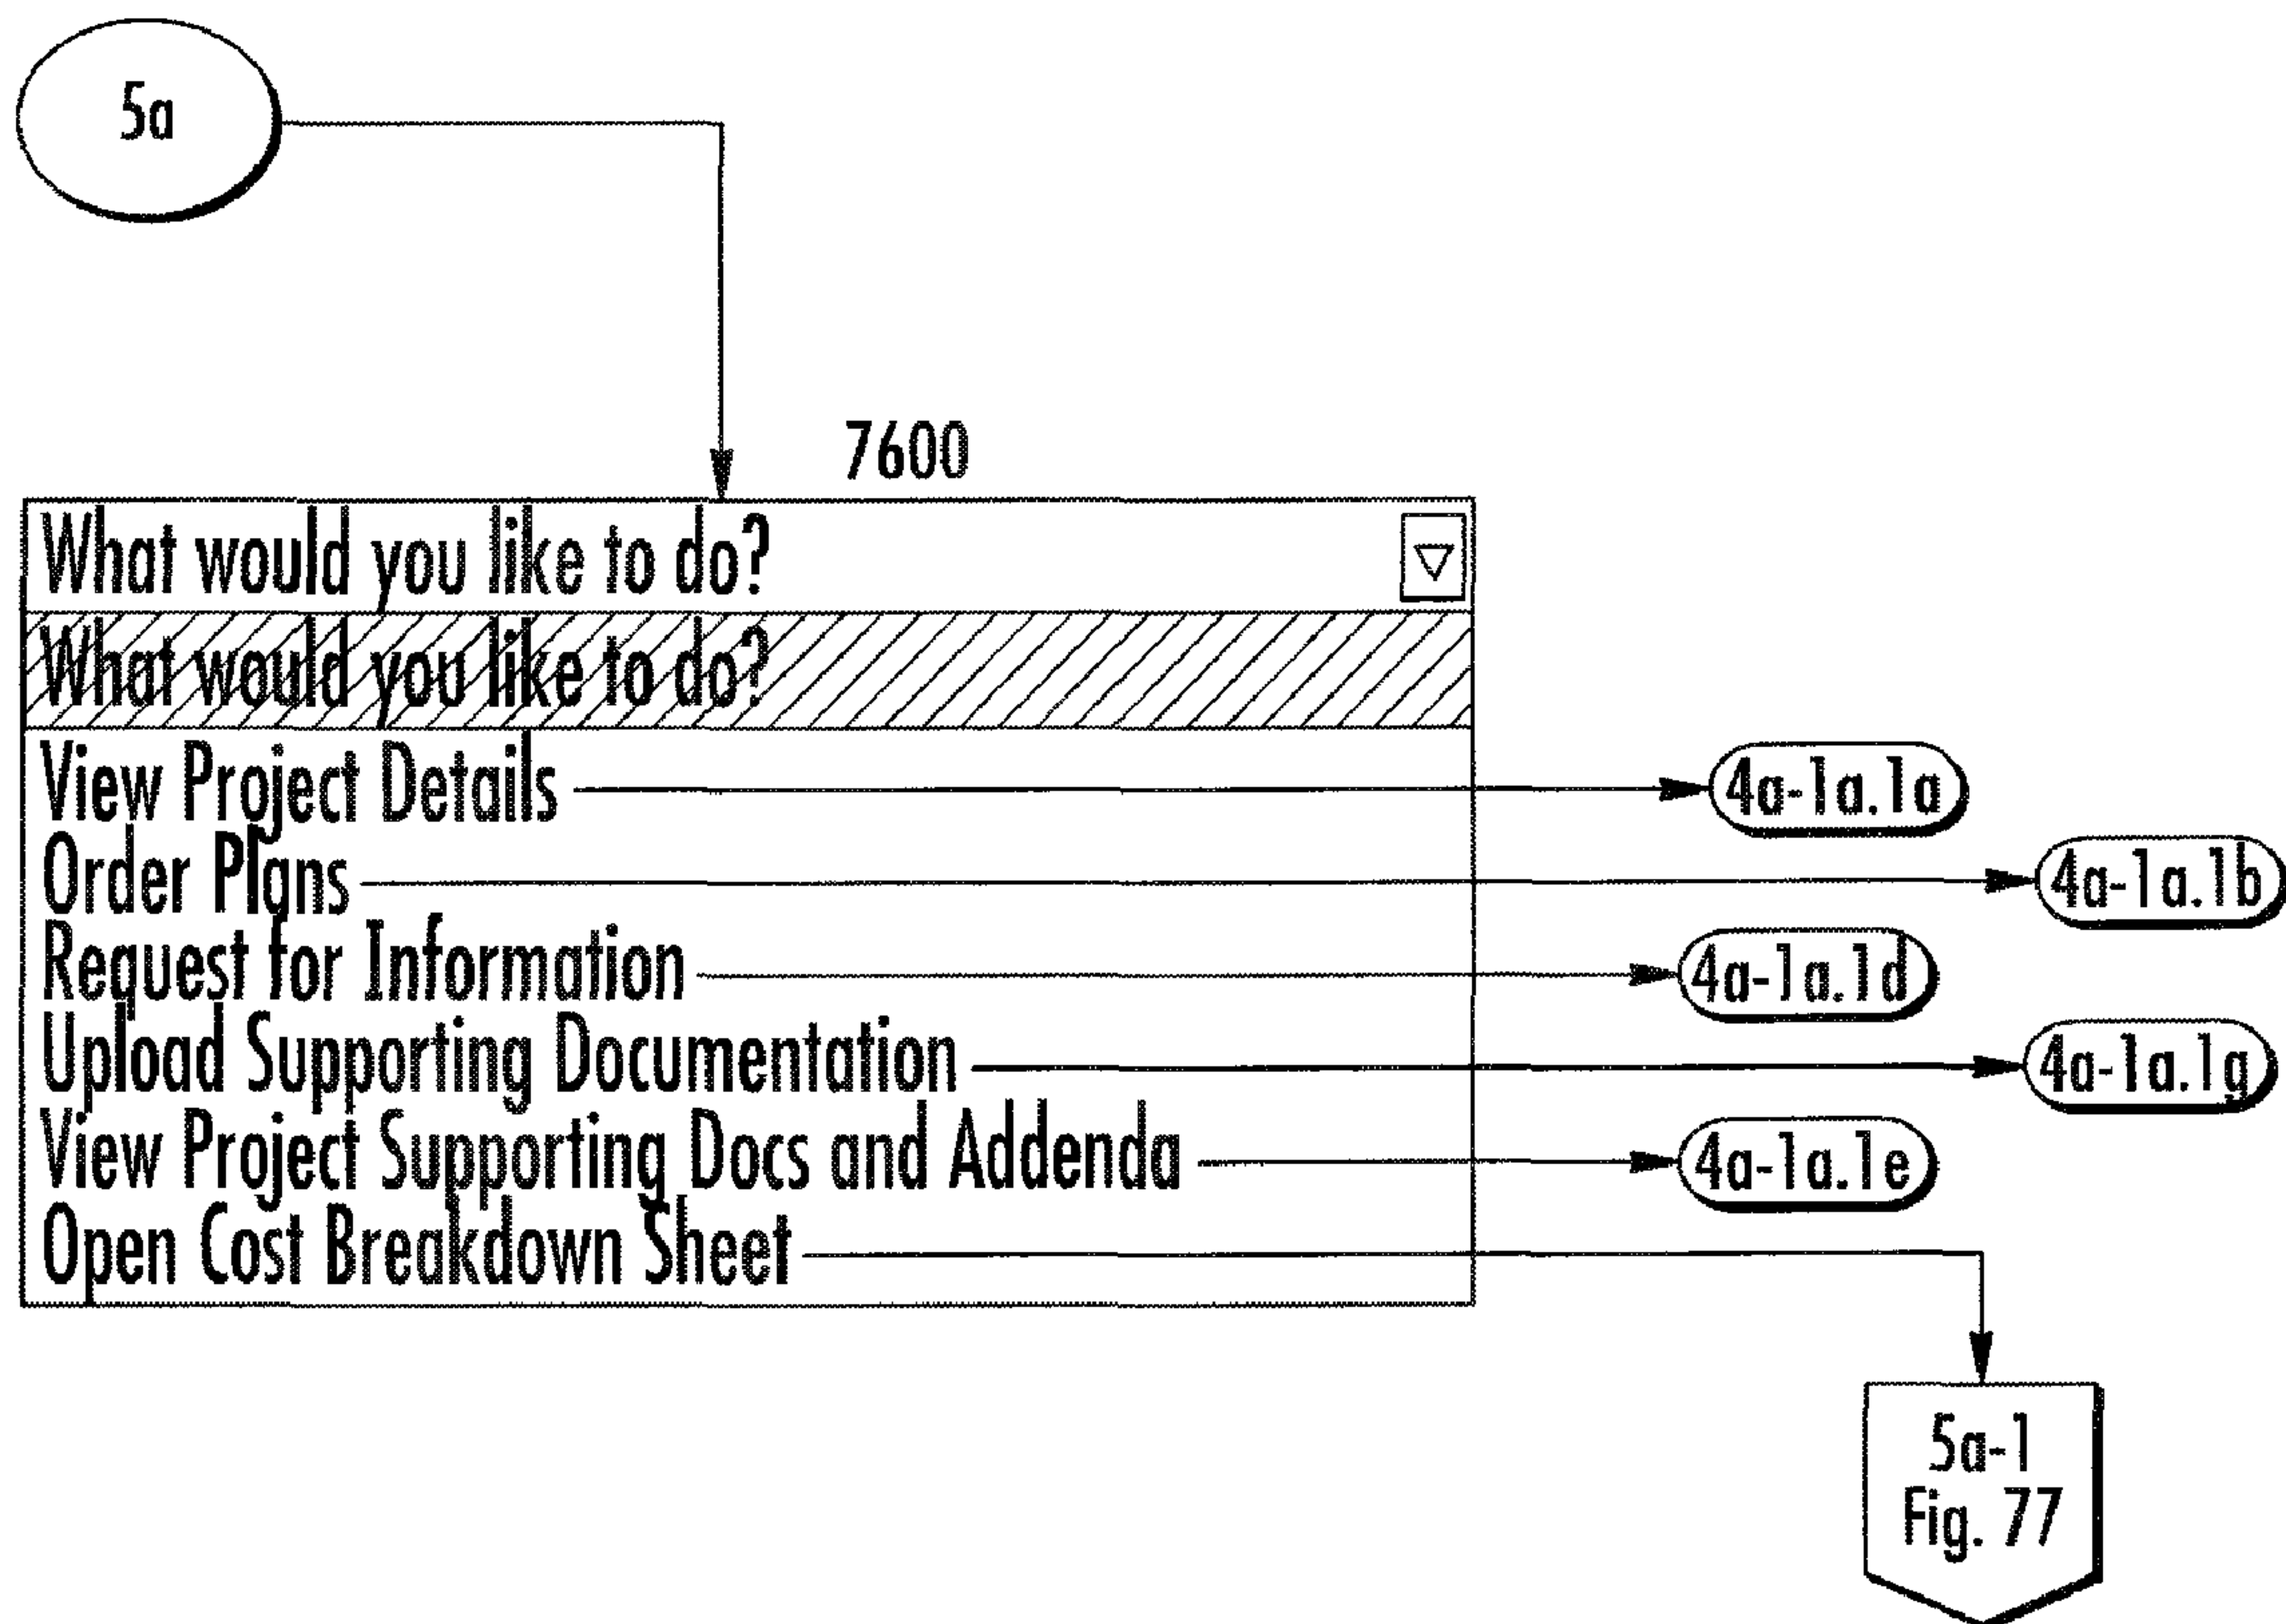 5a
7600
What would you like to do?
What would you like to do?
View Project Details
4a-1a.1a
Order Plans
4a-1a.1b
Request for Information
4a-1a.1d
Upload Supporting Documentation
4a-1a.1g
View Project Supporting Docs and Addenda
4a-1a.1e
Open Cost Breakdown Sheet
5a-1
Fig. 77